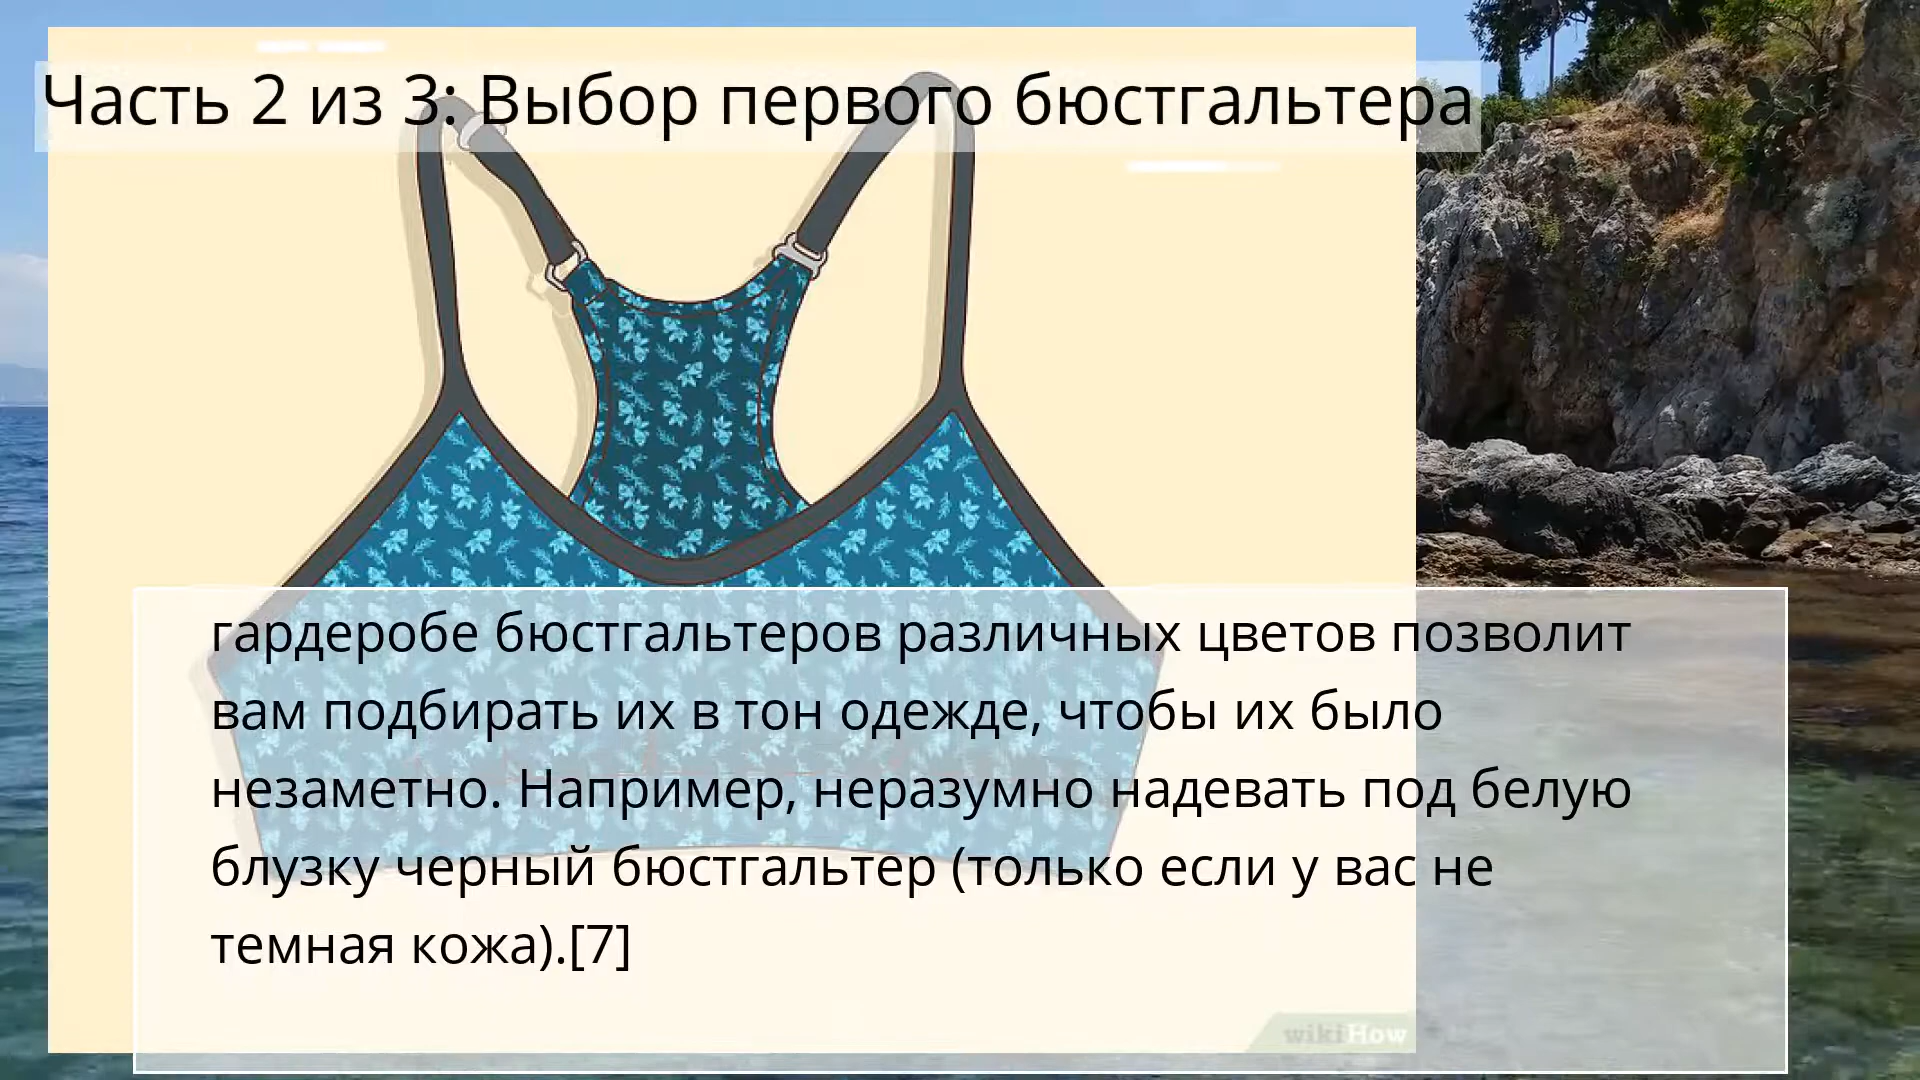 Часть 2 из 3: Выбор первого бюстгальтера
гардеробе бюстгальтеров различных цветов позволит
вам подбирать их в тон одежде, чтобы их было
незаметно. Например, неразумно надевать под белую
блузку черный бюстгальтер (только если у вас не
темная кожа).[7]
wikiHow